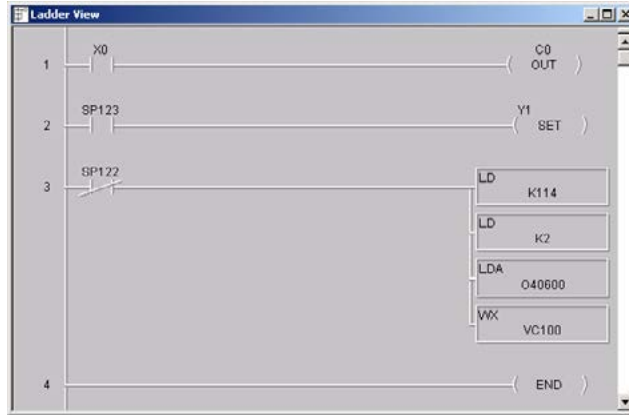 Ladder View
1 X0 C0
OUT
2 SP123 Y1
SET
3 SP122 LD
K114
LD
K2
LDA
O40600
WX
VC100
4 END